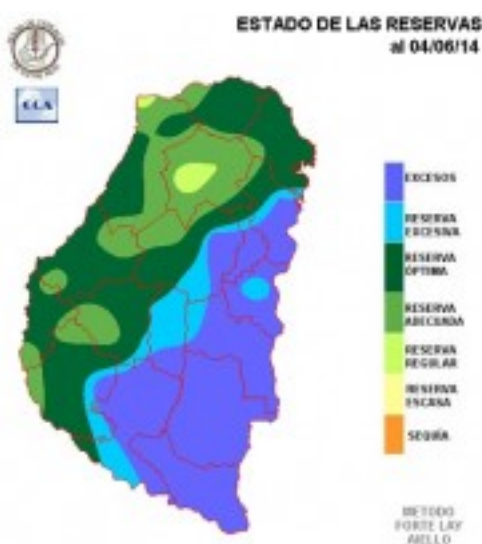 ESTADO DE LAS RESERVAS
al 04/06/14
CCA
EXCESOS
RESERVA
EXCESIVA
RESERVA
ÓPTIMA
RESERVA
ADECUADA
RESERVA
REGULAR
RESERVA
ESCASA
SEQUÍA
METODO
FORTE LAY
AIELLO